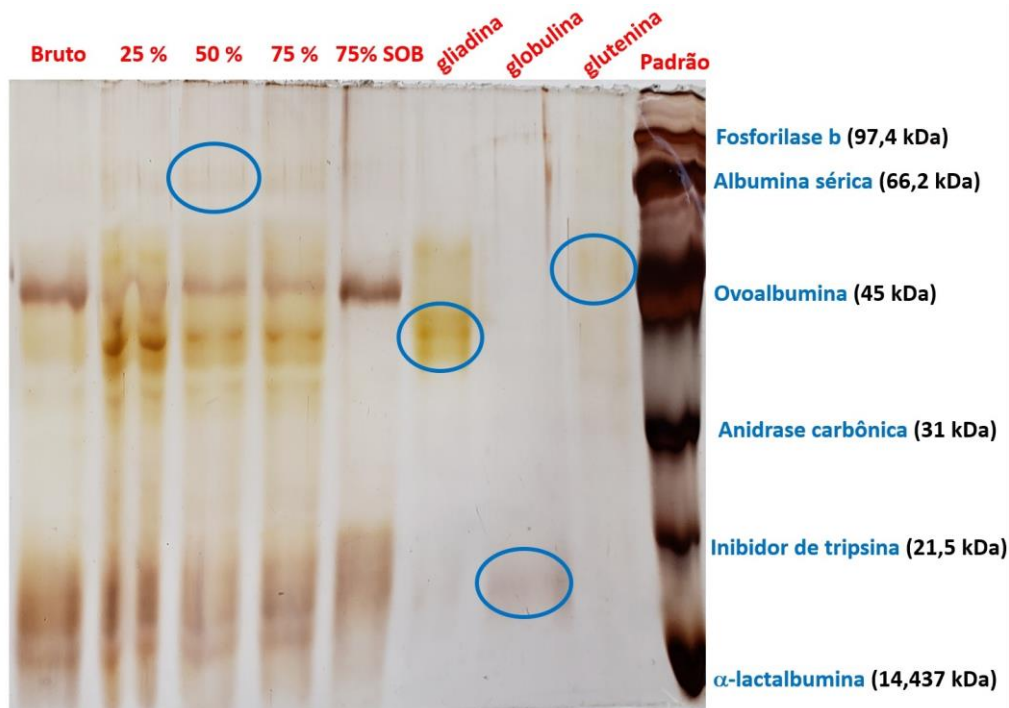 Bruto 25 % 50 % 75 % 75% SOB gliadina globulina glutenina Padrão
Fosforilase b (97,4 kDa)
Albumina sérica (66,2 kDa)
Ovoalbumina (45 kDa)
Anidrase carbônica (31 kDa)
Inibidor de tripsina (21,5 kDa)
α-lactalbumina (14,437 kDa)